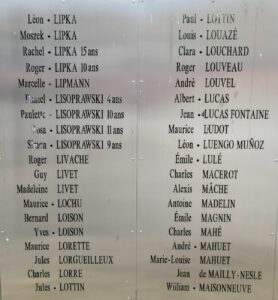 Léon - LIPKA
Moszek - LIPKA
Rachel - LIPKA 15 ans
Roger - LIPKA 10 ans
Marcelle - LIPMANN
Daniel - LISOPRAWSKI 4 ans
Paulette - LISOPRAWSKI 10 ans
Rosa - LISOPRAWSKI 11 ans
Simon - LISOPRAWSKI 9 ans
Roger LIVACHE
Guy LIVET
Madeleine LIVET
Maurice - LOCHU
Bernard LOISON
Yves - LOISON
Maurice LORETTE
Jules LORGUEILLEUX
Charles LORRE
Jules - LOTTIN
Paul - LOTTIN
Louis - LOUAZÉ
Clara - LOUCHARD
Roger LOUVEAU
André LOUVEL
Albert - LUCAS
Jean - LUCAS FONTAINE
Maurice LUDOT
Léon LUENGO MUÑOZ
Émile LULÉ
Charles MACEROT
Alexis MÂCHE
Antoine MADELIN
Émile MAGNIN
Charles MAHÉ
André - MAHUET
Marie-Louise MAHUET
Jean de MAILLY-NESLE
William - MAISONNEUVE